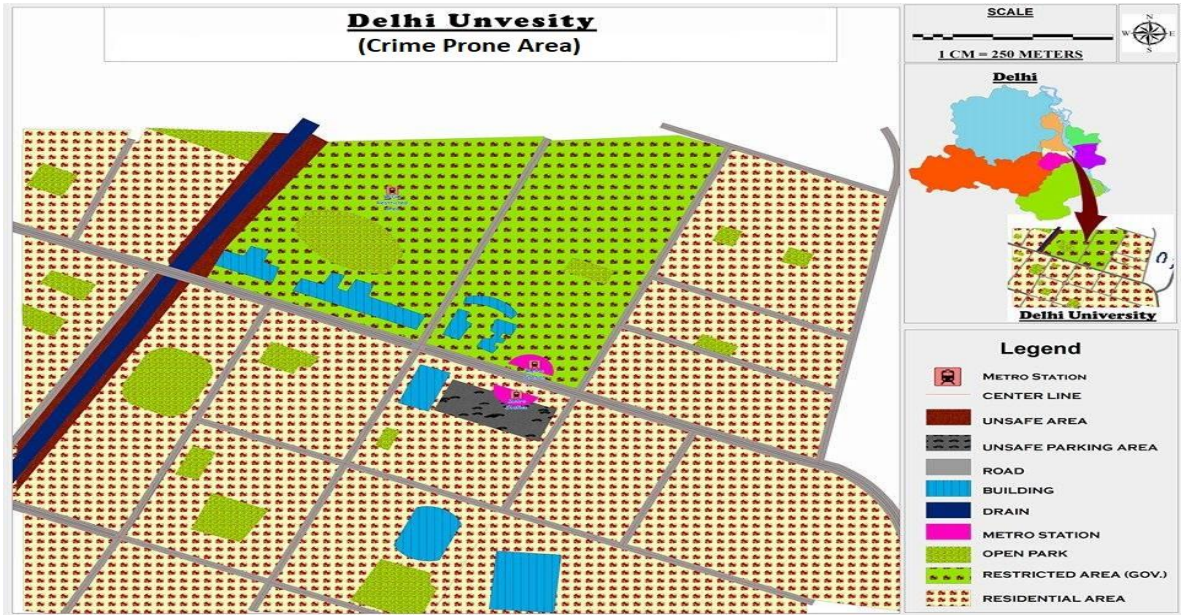 Delhi Unvesity
(Crime Prone Area)
SCALE
1 CM = 250 METERS
N
W
E
S
Delhi
Delhi University
Legend
METRO STATION
CENTER LINE
UNSAFE AREA
UNSAFE PARKING AREA
ROAD
BUILDING
DRAIN
METRO STATION
OPEN PARK
RESTRICTED AREA (GOV.)
RESIDENTIAL AREA